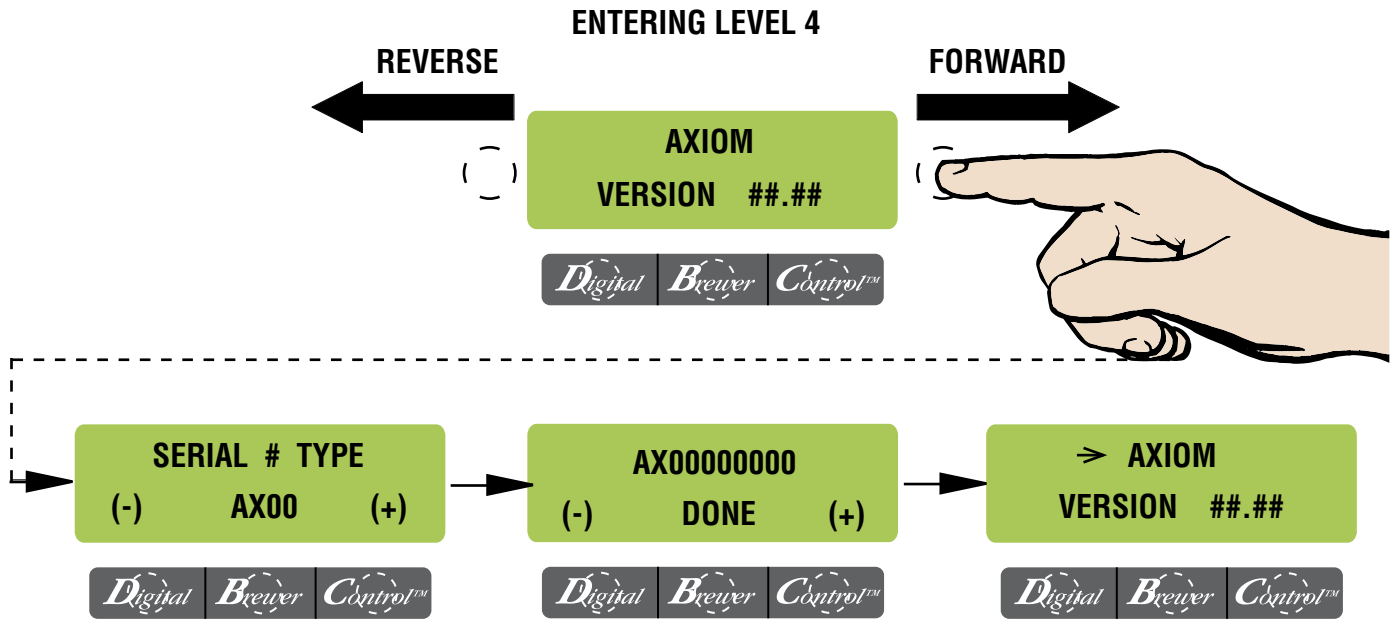 ENTERING LEVEL 4
REVERSE FORWARD
AXIOM
VERSION ##.##
Digital Brewer Control™
SERIAL # TYPE
(-) AX00 (+)
Digital Brewer Control™
AX00000000
(-) DONE (+)
Digital Brewer Control™
→ AXIOM
VERSION ##.##
Digital Brewer Control™